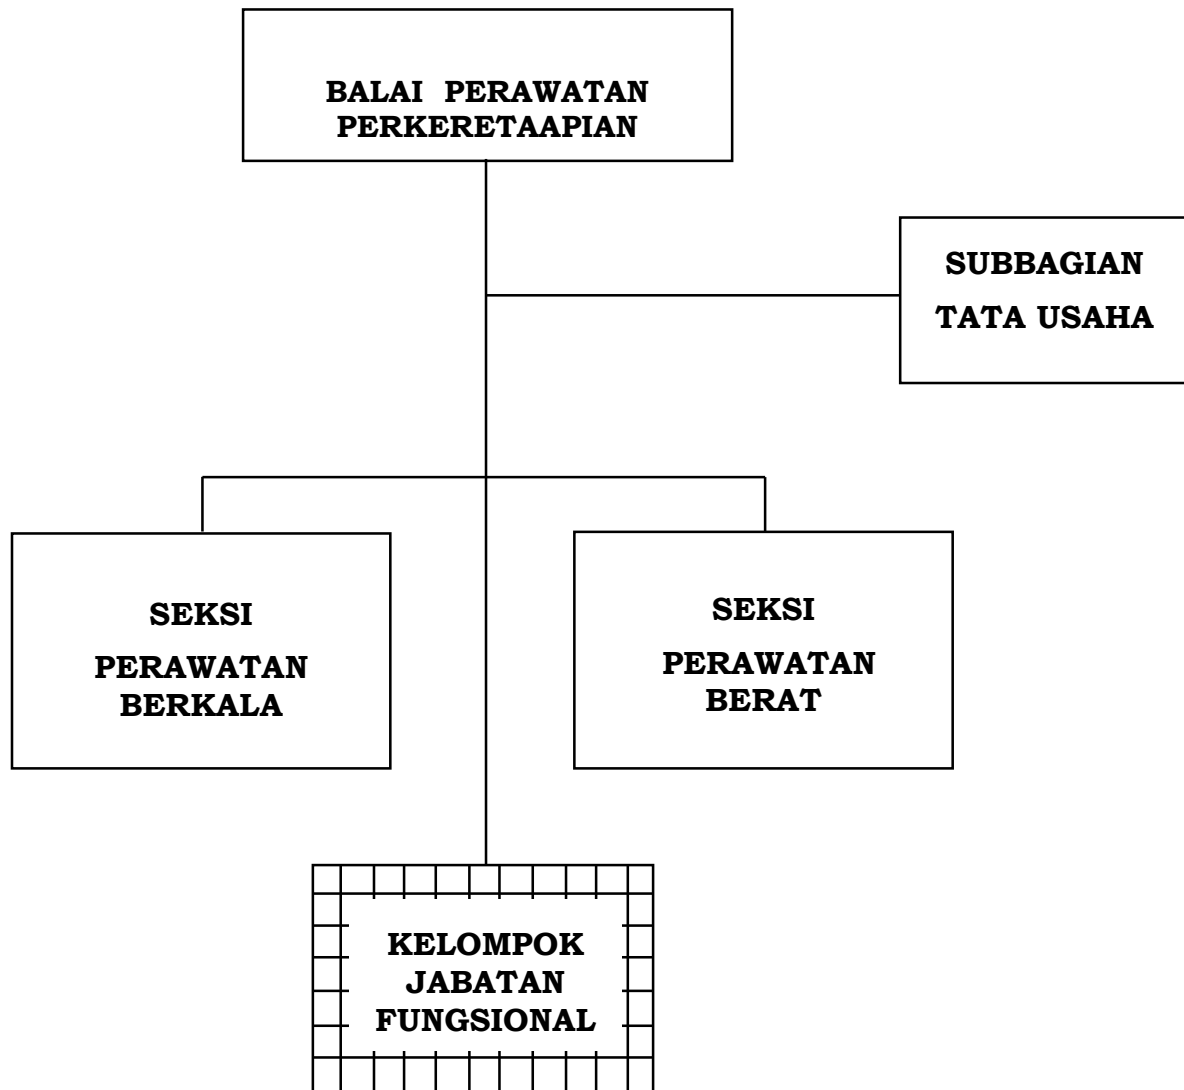 BALAI PERAWATAN
PERKERETAAPIAN
SUBBAGIAN
TATA USAHA
SEKSI
PERAWATAN
BERKALA
SEKSI
PERAWATAN
BERAT
KELOMPOK
JABATAN
FUNGSIONAL